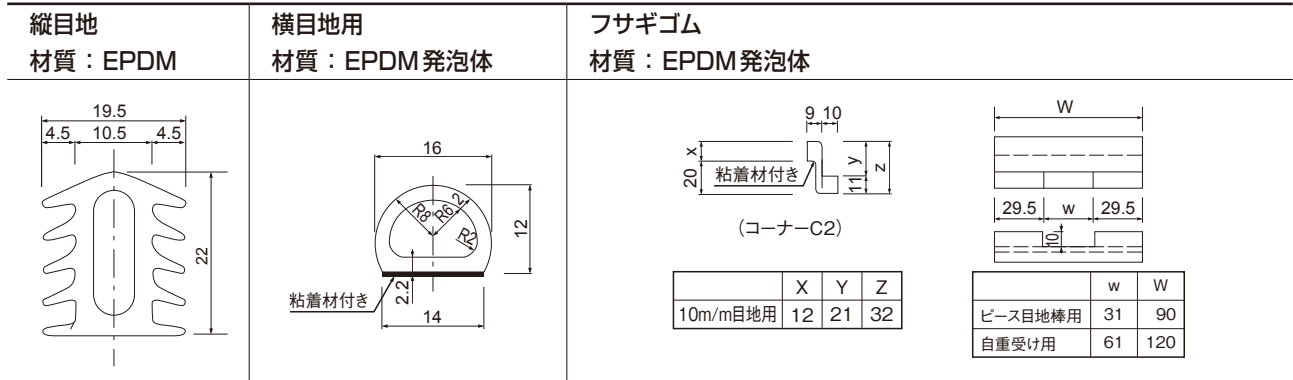 縦目地
材質：EPDM
19.5
4.5 10.5 4.5
22
横目地用
材質：EPDM発泡体
16
R8 R6.2
R2
12
2.2
粘着材付き
14
フサギゴム
材質：EPDM発泡体
9 10
x
20
粘着材付き
y
11
z
（コーナーC2）
X Y Z
10m/m目地用 12 21 32
W
29.5 w 29.5
10
w W
ピース目地棒用 31 90
自重受け用 61 120